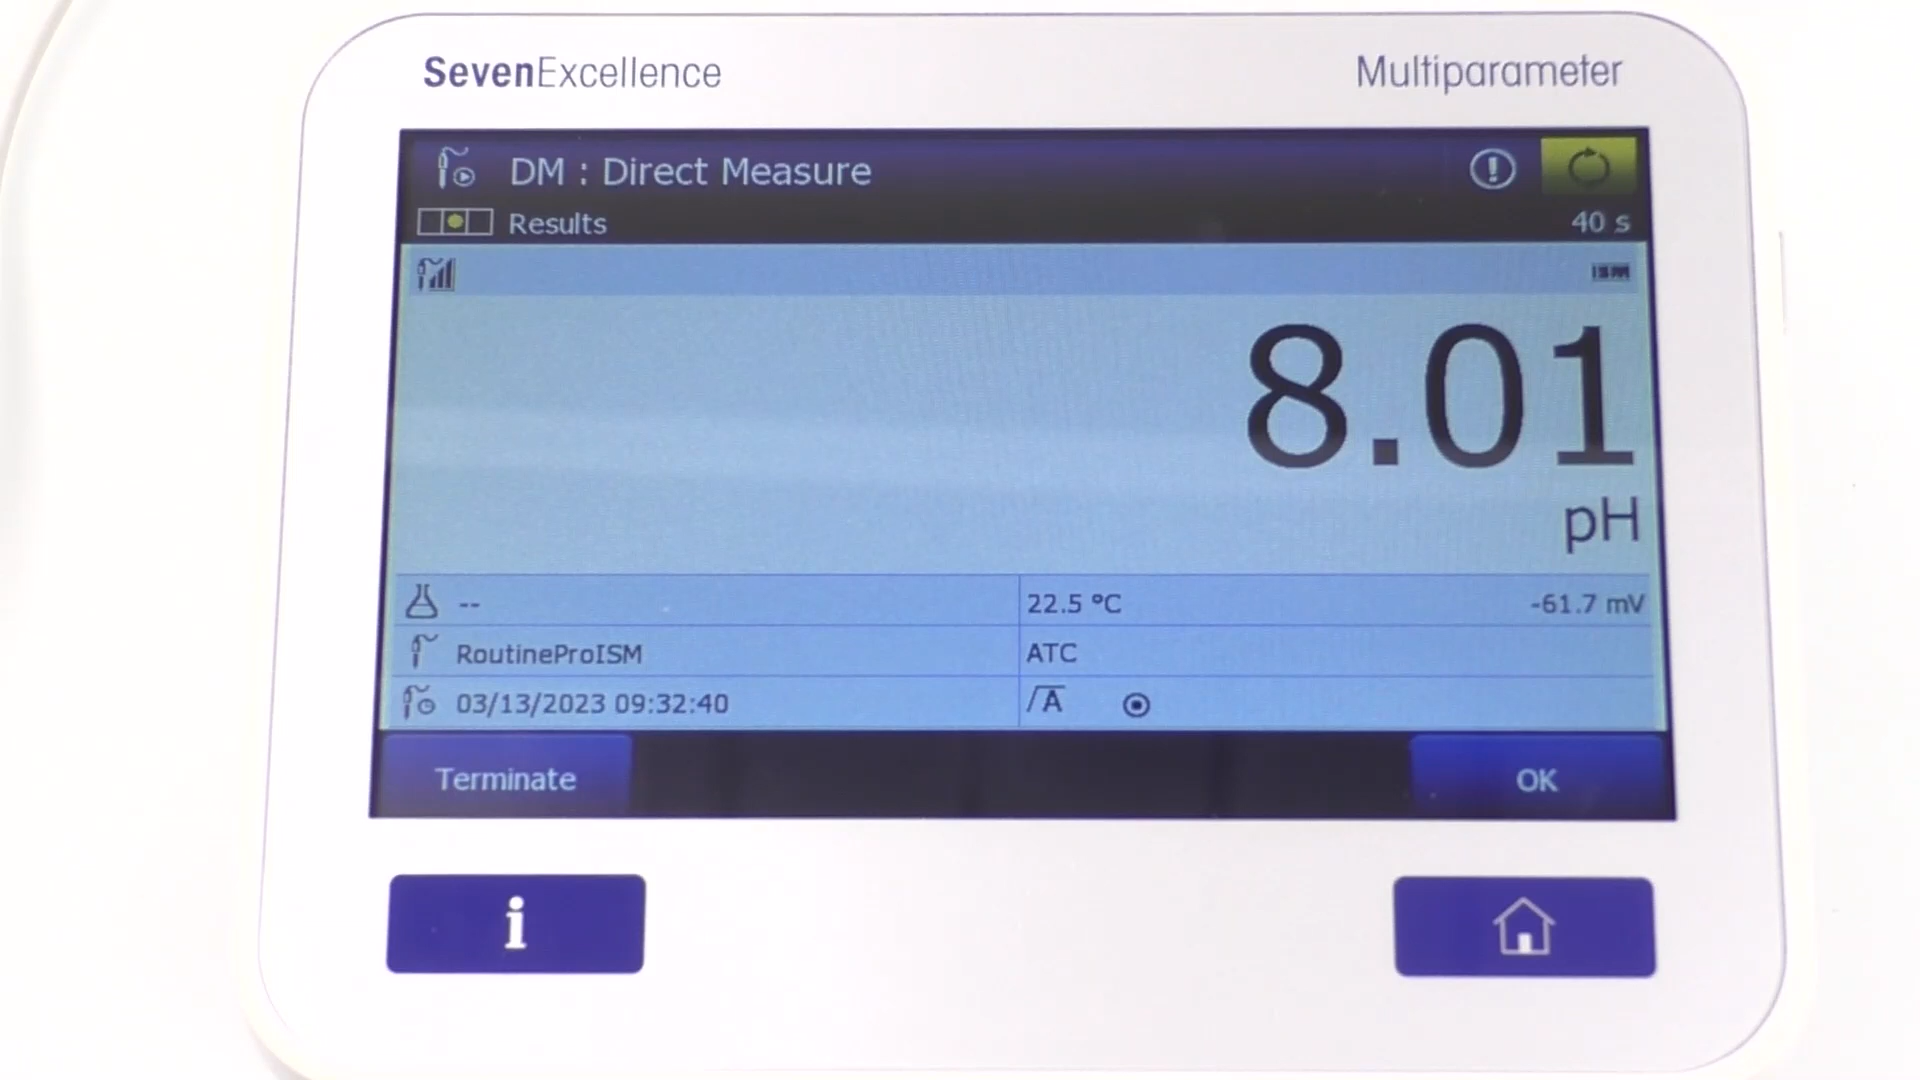 SevenExcellence Multiparameter
DM : Direct Measure
Results 40 s
ISM
8.01
pH
-- 22.5 °C -61.7 mV
RoutineProISM ATC
03/13/2023 09:32:40 A
Terminate OK
i